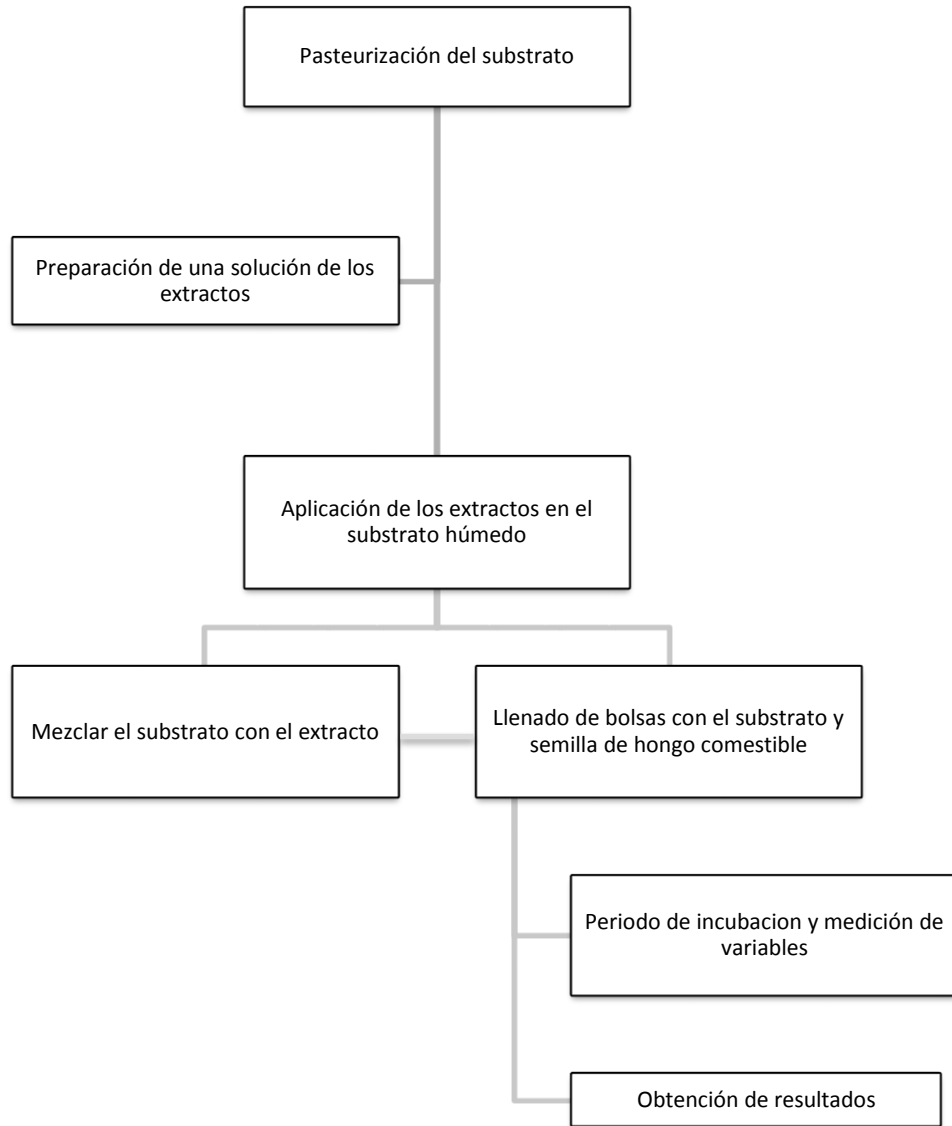 Pasteurización del substrato
Preparación de una solución de los
extractos
Aplicación de los extractos en el
substrato húmedo
Mezclar el substrato con el extracto
Llenado de bolsas con el substrato y
semilla de hongo comestible
Periodo de incubacion y medición de
variables
Obtención de resultados